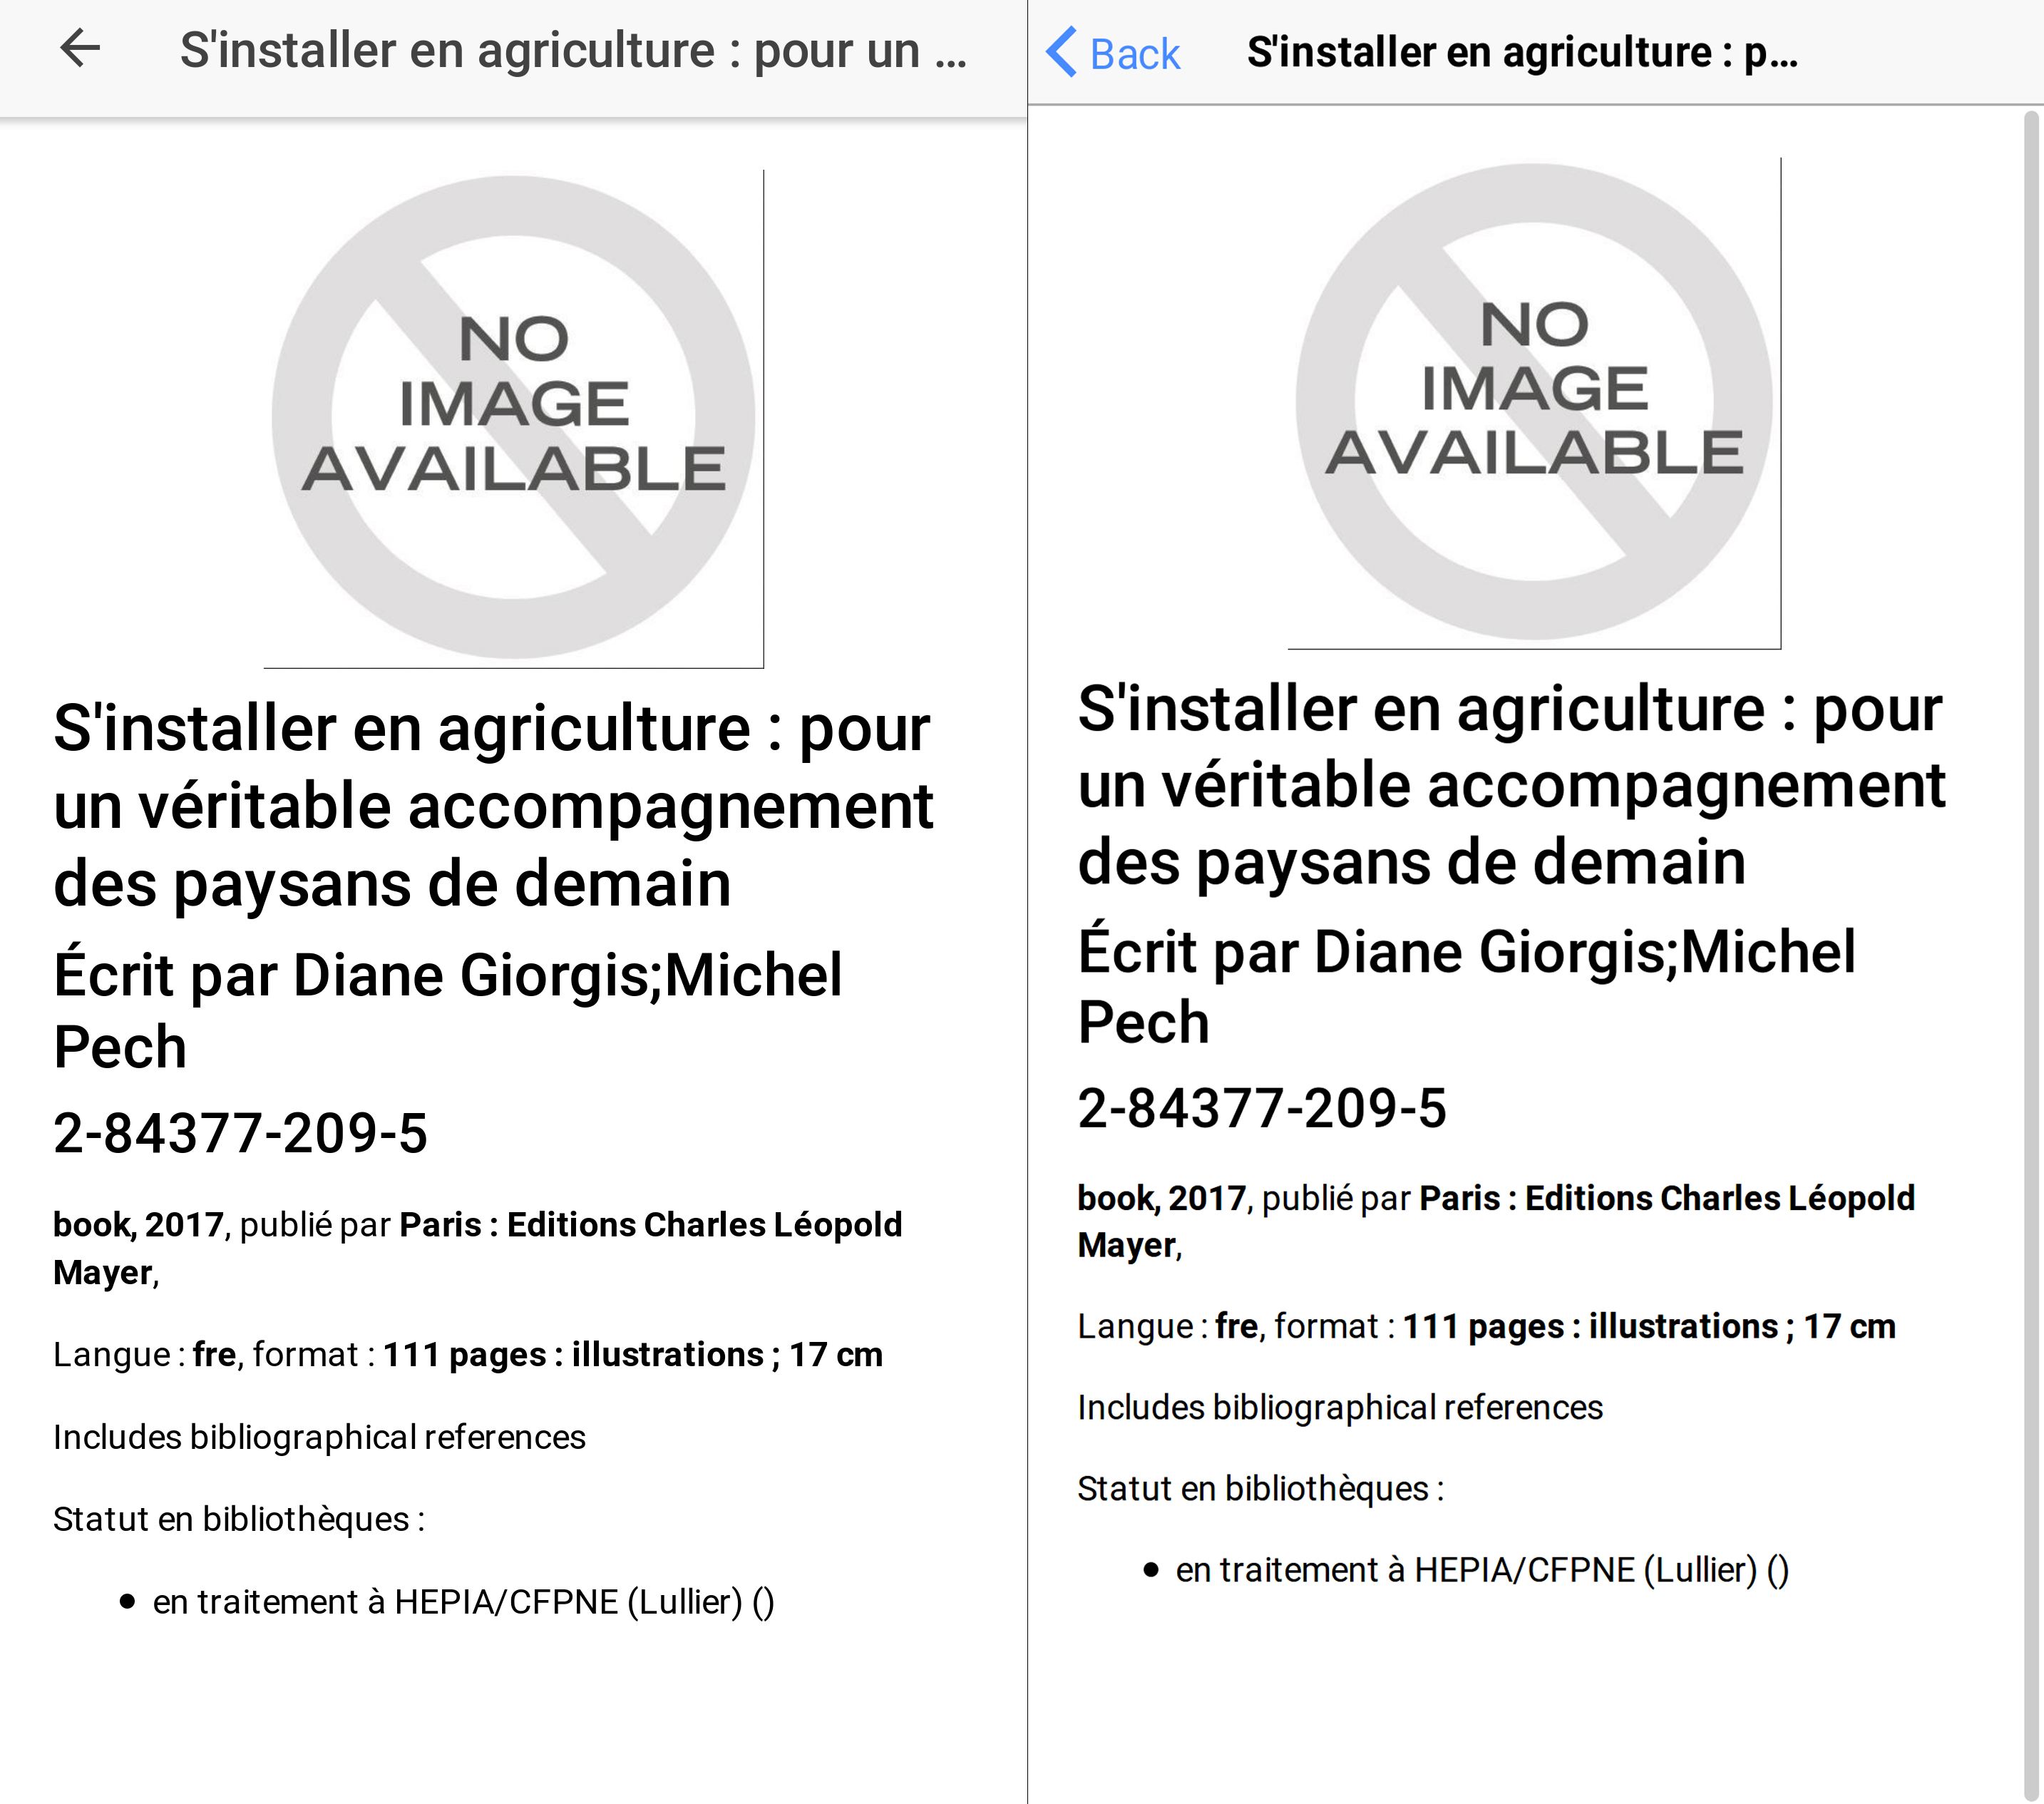 S'installer en agriculture : pour un ...
NO
IMAGE
AVAILABLE
S'installer en agriculture : pour
un véritable accompagnement
des paysans de demain
Écrit par Diane Giorgis;Michel
Pech
2-84377-209-5
book, 2017, publié par Paris : Editions Charles Léopold
Mayer,
Langue : fre, format : 111 pages : illustrations ; 17 cm
Includes bibliographical references
Statut en bibliothèques :
• en traitement à HEPIA/CFPNE (Lullier) ()
Back
S'installer en agriculture : p...
NO
IMAGE
AVAILABLE
S'installer en agriculture : pour
un véritable accompagnement
des paysans de demain
Écrit par Diane Giorgis;Michel
Pech
2-84377-209-5
book, 2017, publié par Paris : Editions Charles Léopold
Mayer,
Langue : fre, format : 111 pages : illustrations ; 17 cm
Includes bibliographical references
Statut en bibliothèques :
• en traitement à HEPIA/CFPNE (Lullier) ()